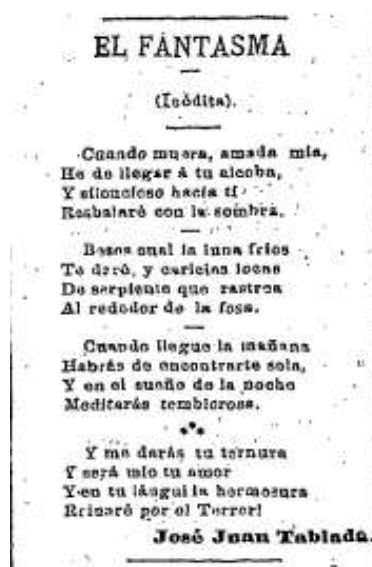 EL FANTASMA
(Inédita).
Cuando muera, amada mia,
He de llegar á tu alcoba,
Y silencioso hacia tí
Resbalaré con la sombra.
Besos cual la luna frios
Te daré, y caricias locas
De serpiente que rastrea
Al rededor de la fosa.
Cuando llegue la mañana
Habrás de encontrarte sola,
Y en el sueño de la noche
Meditarás temblorosa.
Y me darás tu ternura
Y será mio tu amor
Y en tu lánguida hermosura
Reinaré por el Terror!
José Juan Tablada.